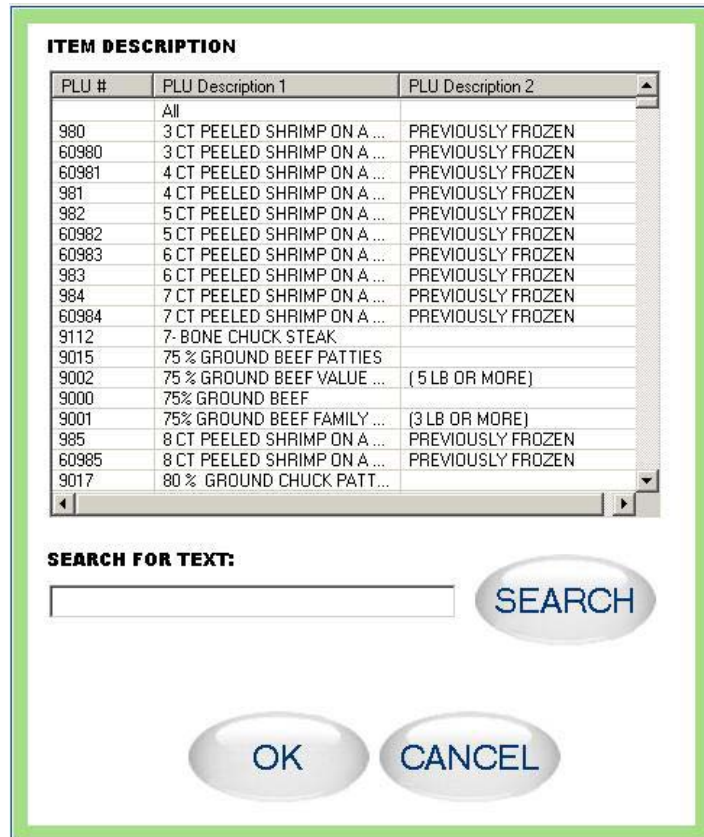 ITEM DESCRIPTION
PLU # PLU Description 1 PLU Description 2
All
980 3 CT PEELED SHRIMP ON A ... PREVIOUSLY FROZEN
60980 3 CT PEELED SHRIMP ON A ... PREVIOUSLY FROZEN
60981 4 CT PEELED SHRIMP ON A ... PREVIOUSLY FROZEN
981 4 CT PEELED SHRIMP ON A ... PREVIOUSLY FROZEN
982 5 CT PEELED SHRIMP ON A ... PREVIOUSLY FROZEN
60982 5 CT PEELED SHRIMP ON A ... PREVIOUSLY FROZEN
60983 6 CT PEELED SHRIMP ON A ... PREVIOUSLY FROZEN
983 6 CT PEELED SHRIMP ON A ... PREVIOUSLY FROZEN
984 7 CT PEELED SHRIMP ON A ... PREVIOUSLY FROZEN
60984 7 CT PEELED SHRIMP ON A ... PREVIOUSLY FROZEN
9112 7- BONE CHUCK STEAK
9015 75 % GROUND BEEF PATTIES
9002 75 % GROUND BEEF VALUE ... ( 5 LB OR MORE)
9000 75% GROUND BEEF
9001 75% GROUND BEEF FAMILY ... (3 LB OR MORE)
985 8 CT PEELED SHRIMP ON A ... PREVIOUSLY FROZEN
60985 8 CT PEELED SHRIMP ON A ... PREVIOUSLY FROZEN
9017 80 % GROUND CHUCK PATT...
SEARCH FOR TEXT:
SEARCH
OK CANCEL